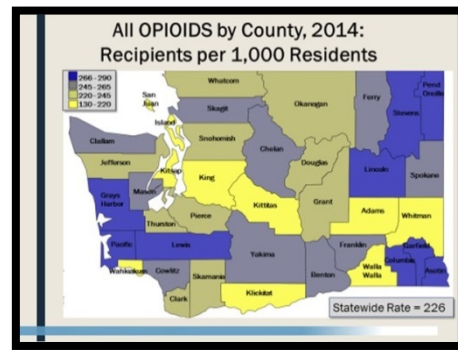 All OPIOIDS by County, 2014:
Recipients per 1,000 Residents
266 - 290
245 - 265
220 - 245
130 - 220
San Juan
Whatcom
Okanogan
Ferry
Stevens
Pend Oreille
Island
Skagit
Clallam
Snohomish
Chelan
Douglas
Jefferson
Kitsap
King
Lincoln
Spokane
Grays Harbor
Mason
Kittitas
Grant
Adams
Whitman
Thurston
Pierce
Pacific
Lewis
Yakima
Franklin
Garfield
Wahkiakum
Cowlitz
Skamania
Benton
Walla Walla
Columbia
Asotin
Clark
Klickitat
Statewide Rate = 226